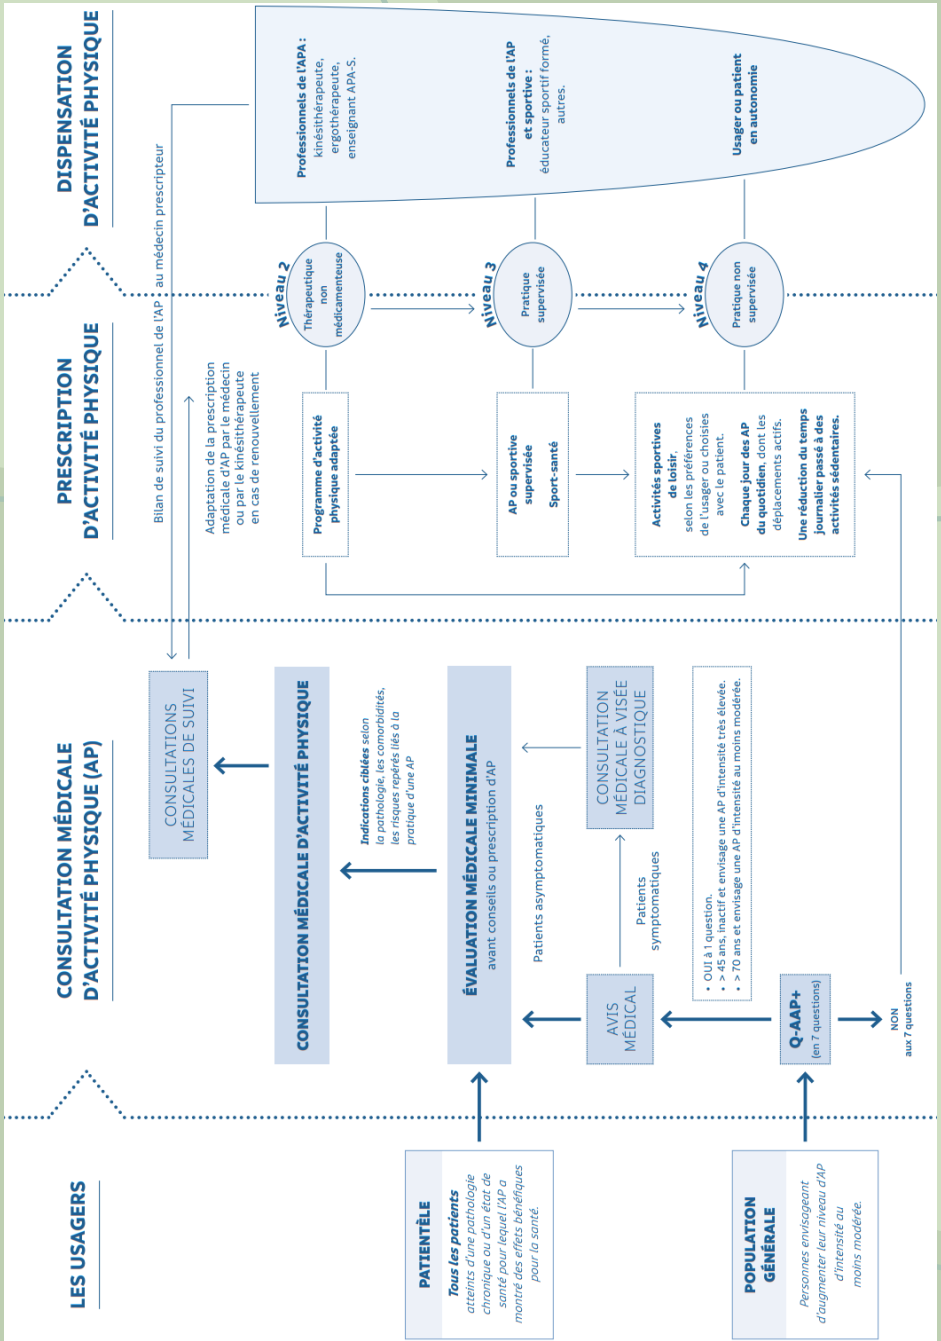 LES USAGERS
CONSULTATION MÉDICALE
D’ACTIVITÉ PHYSIQUE (AP)
PRESCRIPTION
D’ACTIVITÉ PHYSIQUE
DISPENSATION
D’ACTIVITÉ PHYSIQUE
PATIENTÈLE
Tous les patients
atteints d’une pathologie
chronique ou d’un état de
santé pour lequel l’AP a
montré des effets bénéfiques
pour la santé.
POPULATION
GÉNÉRALE
Personnes envisageant
d’augmenter leur niveau d’AP
d’intensité au
moins modérée.
CONSULTATIONS
MÉDICALES DE SUIVI
CONSULTATION MÉDICALE D’ACTIVITÉ PHYSIQUE
Indications ciblées selon
la pathologie, les comorbidités,
les risques repérés liés à la
pratique d’une AP
ÉVALUATION MÉDICALE MINIMALE
avant conseils ou prescription d’AP
Patients asymptomatiques
AVIS
MÉDICAL
Patients
symptomatiques
CONSULTATION
MÉDICALE À VISÉE
DIAGNOSTIQUE
• OUI à 1 question.
• > 45 ans, inactif et envisage une AP d’intensité très élevée.
• > 70 ans et envisage une AP d’intensité au moins modérée.
Q-AAP+
(en 7 questions)
NON
aux 7 questions
Bilan de suivi du professionnel de l’AP au médecin prescripteur
Adaptation de la prescription
médicale d’AP par le médecin
ou par le kinésithérapeute
en cas de renouvellement
Programme d’activité
physique adaptée
AP ou sportive
supervisée
Sport-santé
Activités sportives
de loisir,
selon les préférences
de l’usager ou choisies
avec le patient.
Chaque jour des AP
du quotidien, dont les
déplacements actifs.
Une réduction du temps
journalier passé à des
activités sédentaires.
Niveau 2
Thérapeutique
non
médicamenteuse
Niveau 3
Pratique
supervisée
Niveau 4
Pratique non
supervisée
Professionnels de l’APA :
kinésithérapeute,
ergothérapeute,
enseignant APA-S.
Professionnels de l’AP
et sportive :
éducateur sportif formé,
autres.
Usager ou patient
en autonomie